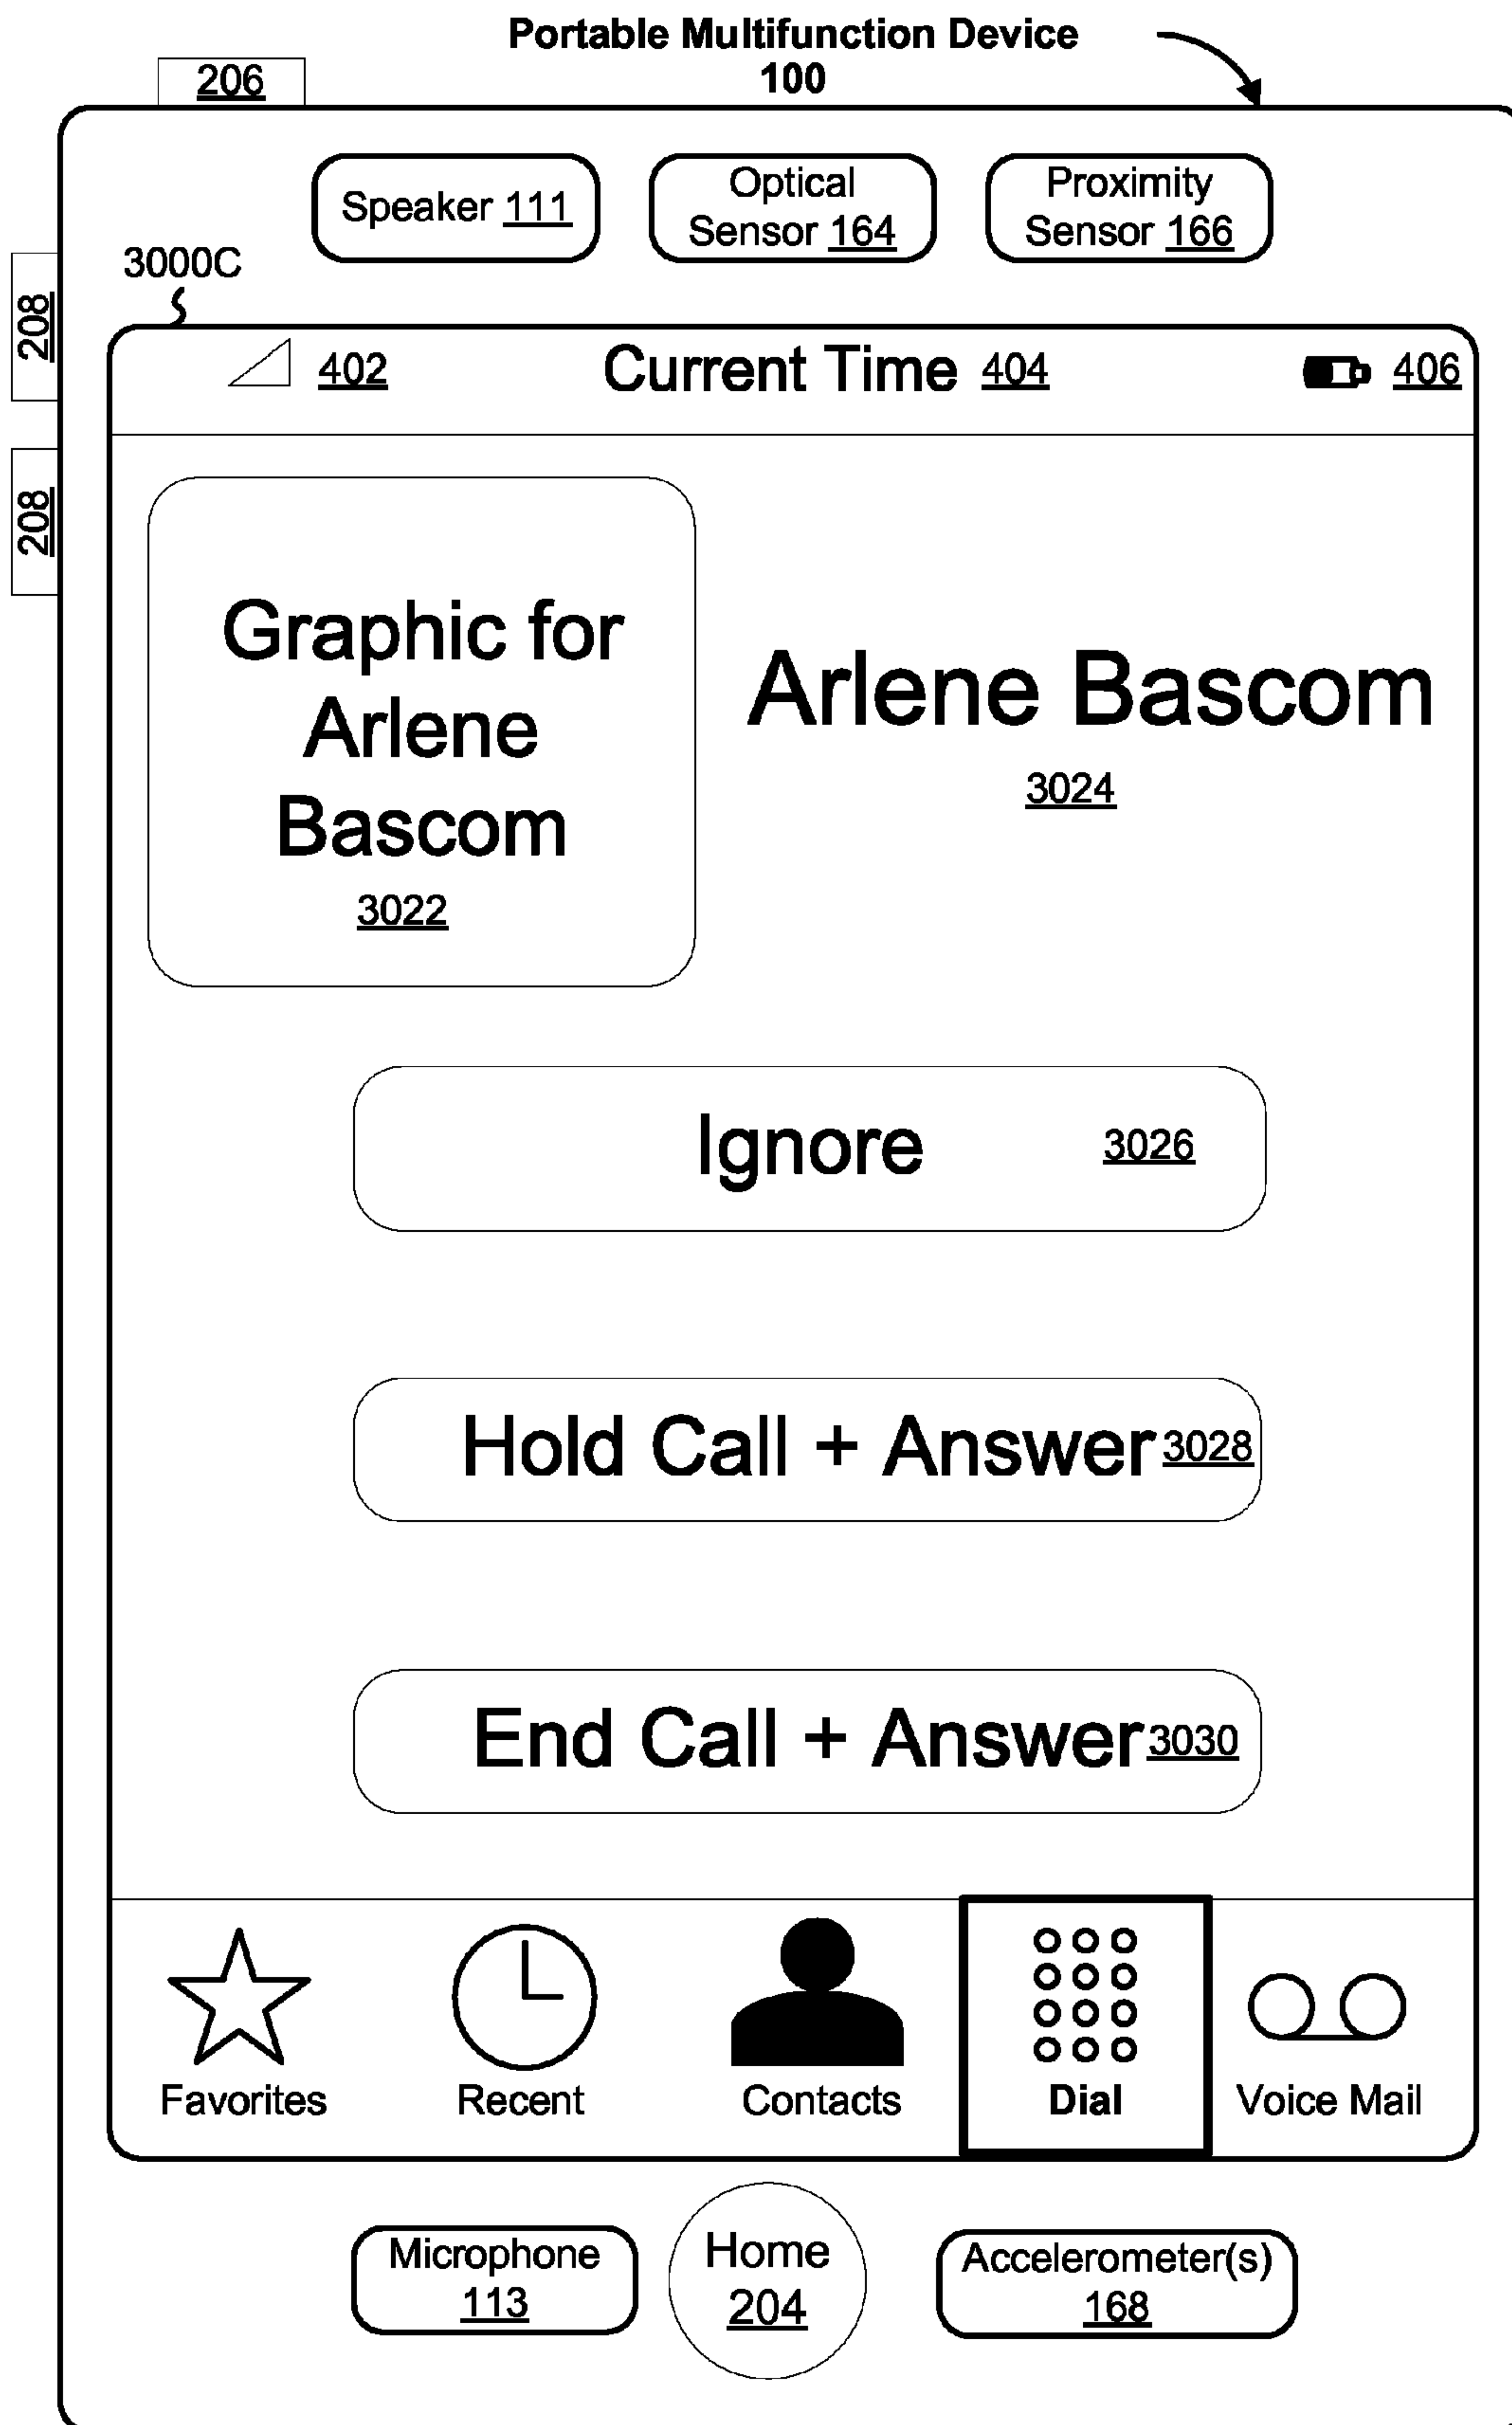 Portable Multifunction Device
100
206
Speaker 111
Optical
Sensor 164
Proximity
Sensor 166
3000C
208
208
402
Current Time 404
406
Graphic for
Arlene
Bascom
3022
Arlene Bascom
3024
Ignore 3026
Hold Call + Answer 3028
End Call + Answer 3030
Favorites
Recent
Contacts
Dial
Voice Mail
Microphone
113
Home
204
Accelerometer(s)
168